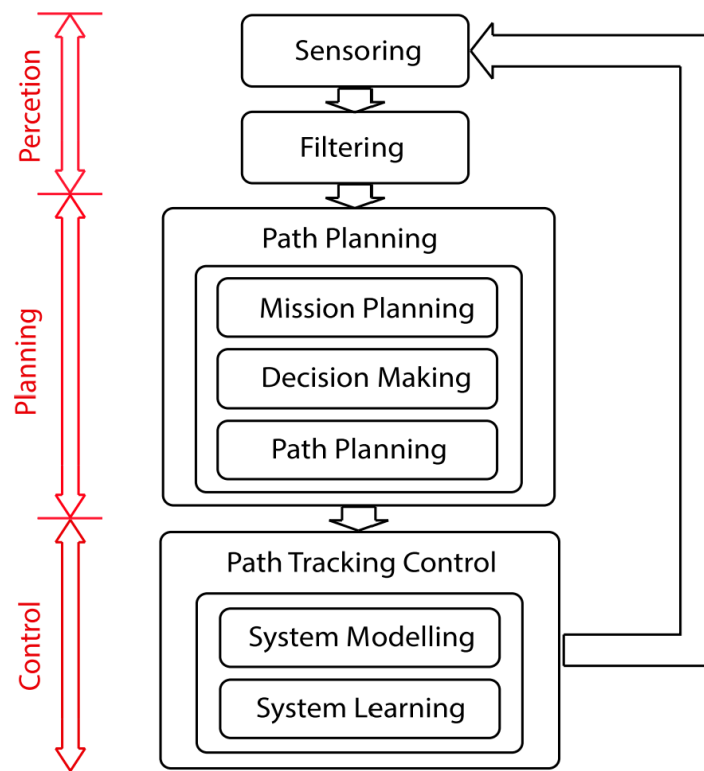 Sensoring
Percetion
Filtering
Path Planning
Mission Planning
Planning
Decision Making
Path Planning
Path Tracking Control
Control
System Modelling
System Learning